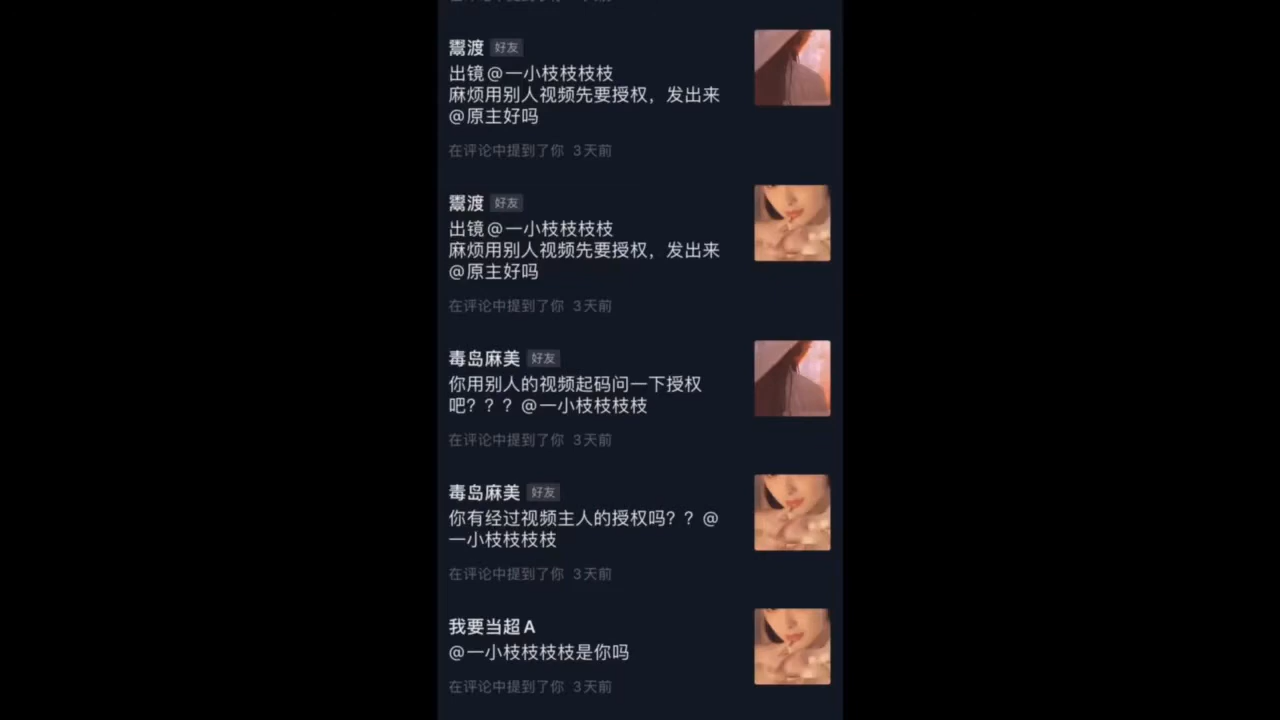 鬻渡 好友
出镜@一小枝枝枝枝
麻烦用别人视频先要授权，发出来
@原主好吗
在评论中提到了你 3天前
鬻渡 好友
出镜@一小枝枝枝枝
麻烦用别人视频先要授权，发出来
@原主好吗
在评论中提到了你 3天前
毒岛麻美 好友
你用别人的视频起码问一下授权
吧？？？@一小枝枝枝枝
在评论中提到了你 3天前
毒岛麻美 好友
你有经过视频主人的授权吗？？@
一小枝枝枝枝
在评论中提到了你 3天前
我要当超A
@一小枝枝枝枝是你吗
在评论中提到了你 3天前